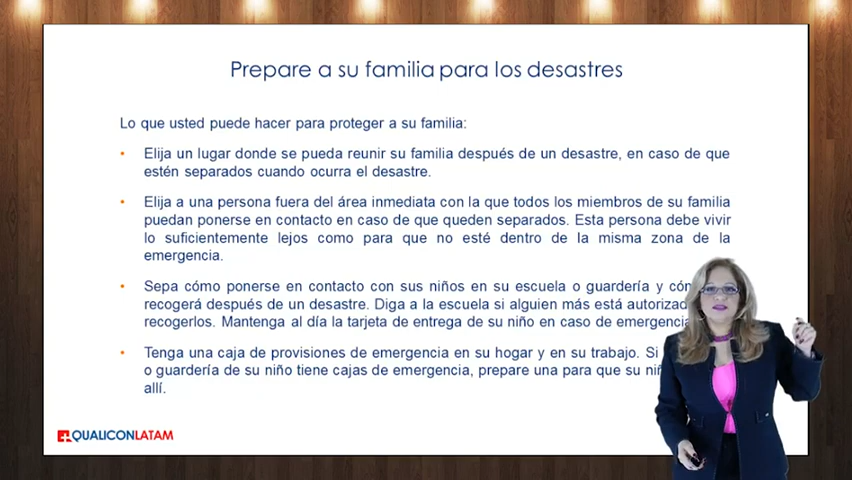 Prepare a su familia para los desastres
Lo que usted puede hacer para proteger a su familia:
• Elija un lugar donde se pueda reunir su familia después de un desastre, en caso de que
estén separados cuando ocurra el desastre.
• Elija a una persona fuera del área inmediata con la que todos los miembros de su familia
puedan ponerse en contacto en caso de que queden separados. Esta persona debe vivir
lo suficientemente lejos como para que no esté dentro de la misma zona de la
emergencia.
• Sepa cómo ponerse en contacto con sus niños en su escuela o guardería y
recogerá después de un desastre. Diga a la escuela si alguien más está
recogerlos. Mantenga al día la tarjeta de entrega de su niño en caso de
• Tenga una caja de provisiones de emergencia en su hogar y en su trabajo. Si
o guardería de su niño tiene cajas de emergencia, prepare una para que su
allí.
QUALICONLATAM